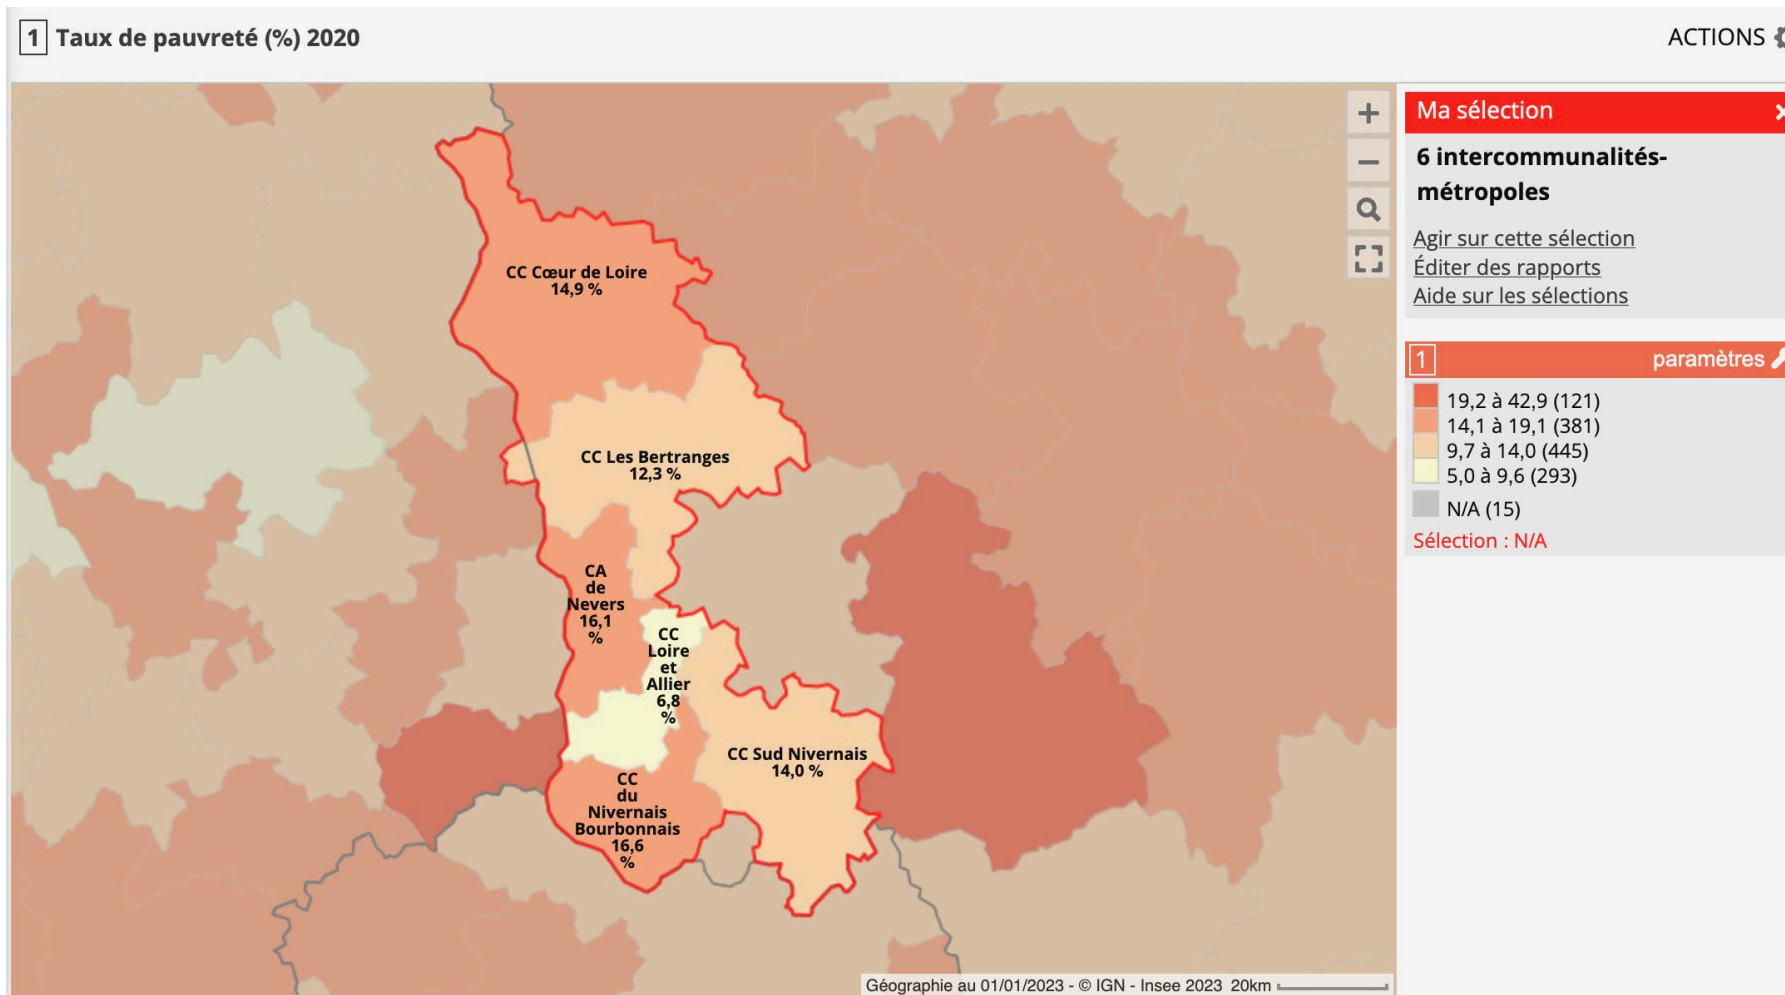 1 Taux de pauvreté (%) 2020
ACTIONS
CC Cœur de Loire
14,9 %
CC Les Bertranges
12,3 %
CA
de
Nevers
16,1
%
CC
Loire
et
Allier
6,8
%
CC Sud Nivernais
14,0 %
CC
du
Nivernais
Bourbonnais
16,6
%
Géographie au 01/01/2023 - © IGN - Insee 2023 20km
Ma sélection
6 intercommunalités-
métropoles
Agir sur cette sélection
Éditer des rapports
Aide sur les sélections
1 paramètres
19,2 à 42,9 (121)
14,1 à 19,1 (381)
9,7 à 14,0 (445)
5,0 à 9,6 (293)
N/A (15)
Sélection : N/A